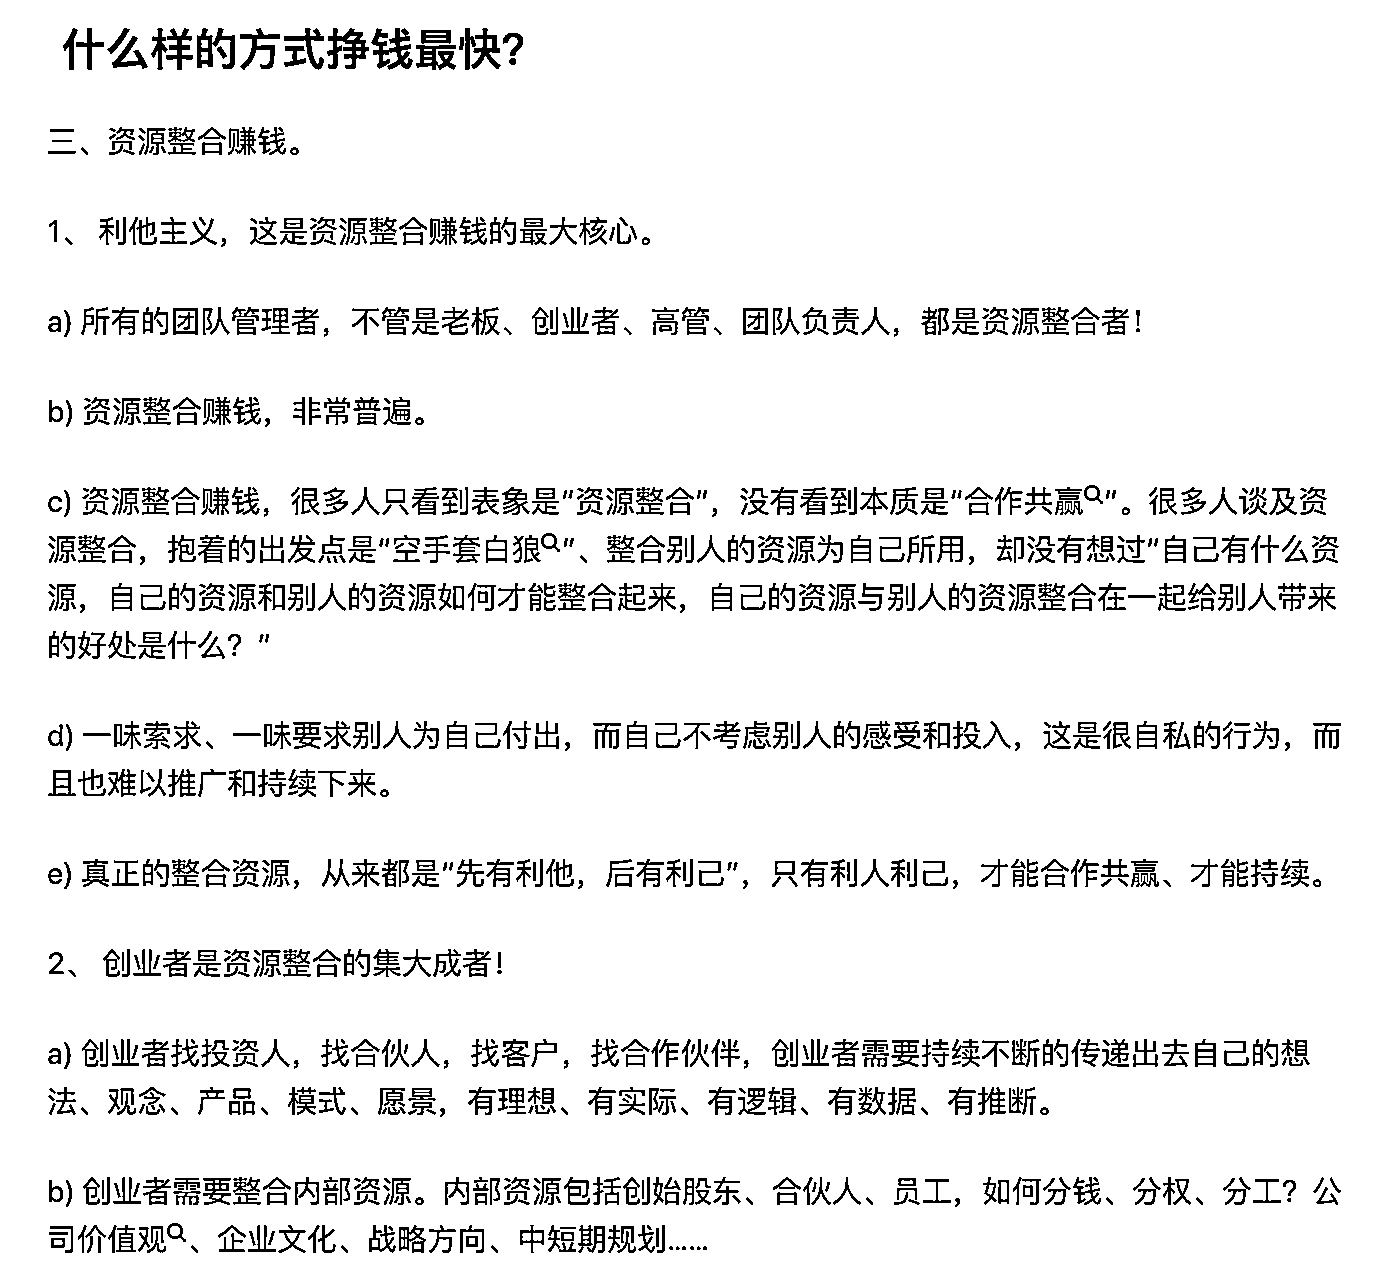 什么样的方式挣钱最快？
三、资源整合赚钱。
1、 利他主义，这是资源整合赚钱的最大核心。
a) 所有的团队管理者，不管是老板、创业者、高管、团队负责人，都是资源整合者！
b) 资源整合赚钱，非常普遍。
c) 资源整合赚钱，很多人只看到表象是“资源整合”，没有看到本质是“合作共赢”。很多人谈及资
源整合，抱着的出发点是“空手套白狼”、整合别人的资源为自己所用，却没有想过“自己有什么资
源，自己的资源和别人的资源如何才能整合起来，自己的资源与别人的资源整合在一起给别人带来
的好处是什么？”
d) 一味索求、一味要求别人为自己付出，而自己不考虑别人的感受和投入，这是很自私的行为，而
且也难以推广和持续下来。
e) 真正的整合资源，从来都是“先有利他，后有利己”，只有利人利己，才能合作共赢、才能持续。
2、 创业者是资源整合的集大成者！
a) 创业者找投资人，找合伙人，找客户，找合作伙伴，创业者需要持续不断的传递出去自己的想
法、观念、产品、模式、愿景，有理想、有实际、有逻辑、有数据、有推断。
b) 创业者需要整合内部资源。内部资源包括创始股东、合伙人、员工，如何分钱、分权、分工？公
司价值观、企业文化、战略方向、中短期规划……